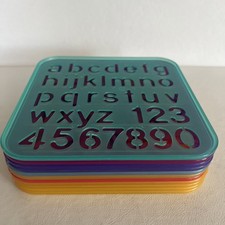 abcdefg
hijklmno
pqrstuv
wxyz 123
4567890